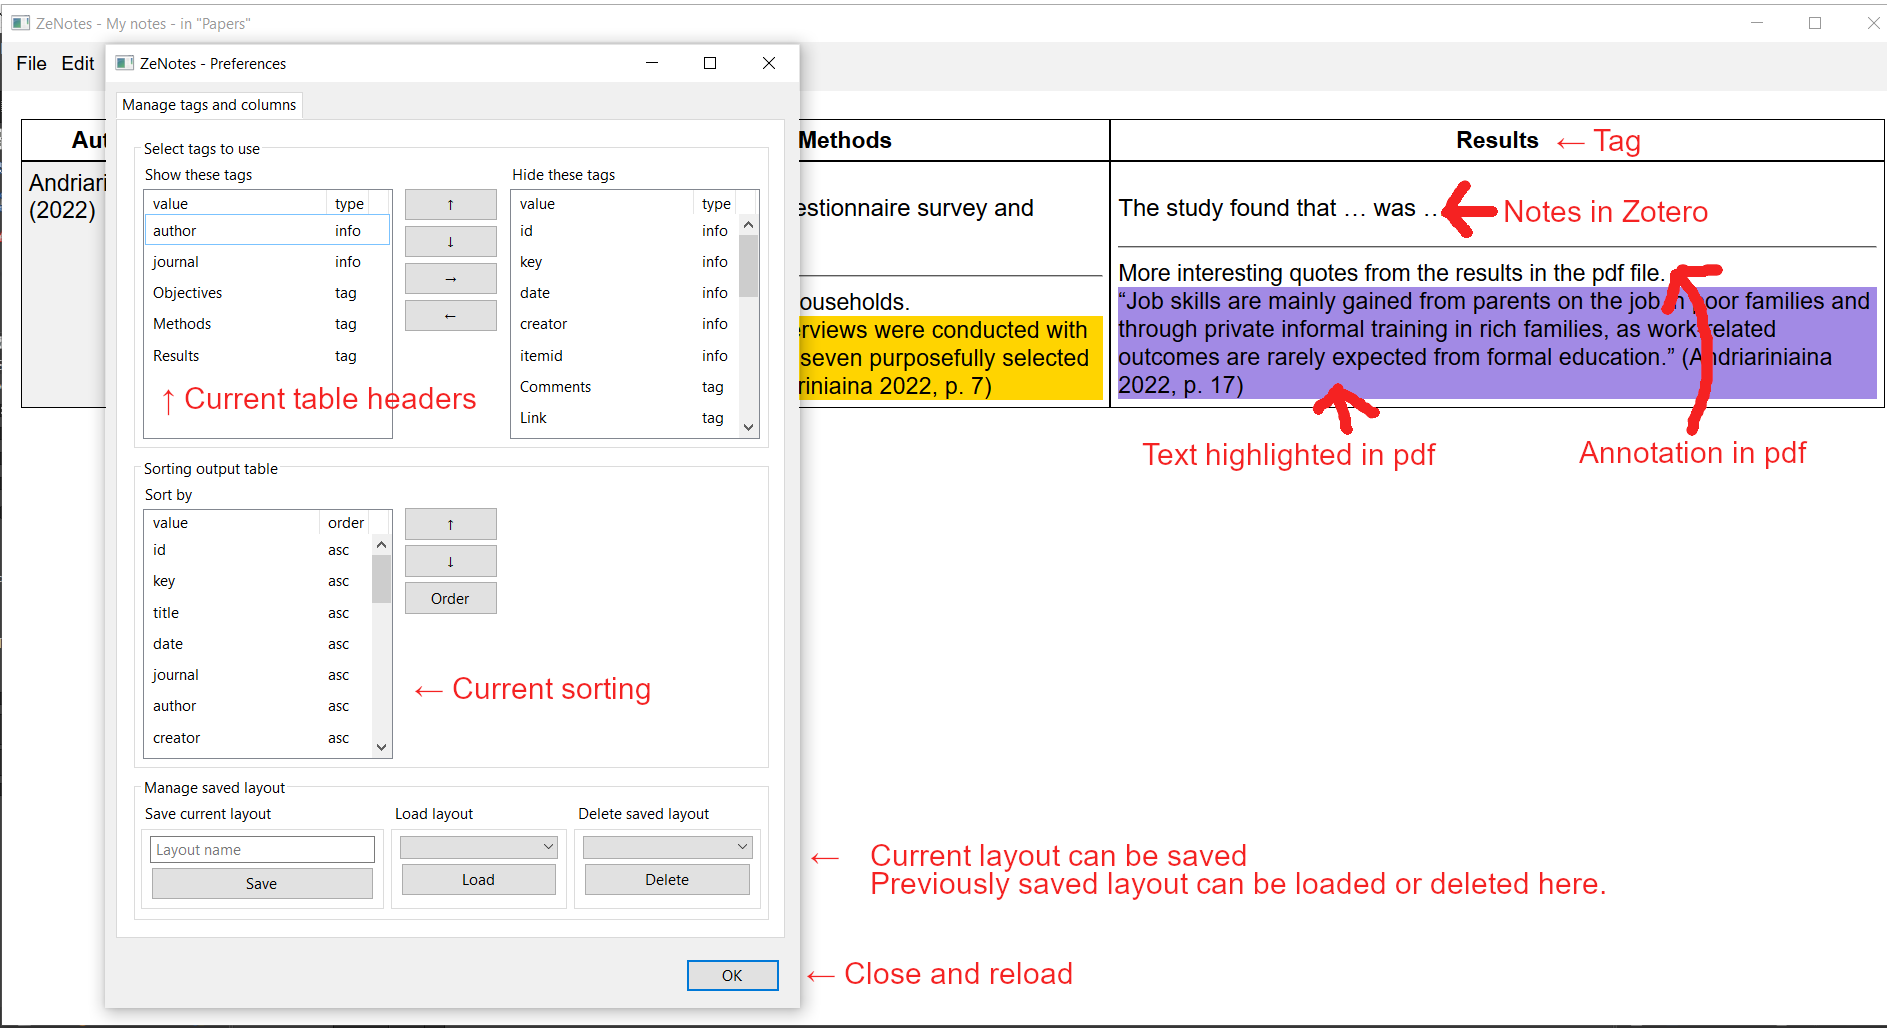 ZeNotes - My notes - in "Papers"
File Edit
ZeNotes - Preferences
Manage tags and columns
Select tags to use
Show these tags
value type
author info
journal info
Objectives tag
Methods tag
Results tag
↑ Current table headers
↑
↓
→
←
Hide these tags
value type
id info
key info
date info
creator info
itemid info
Comments tag
Link tag
Sorting output table
Sort by
value order
id asc
key asc
title asc
date asc
journal asc
author asc
creator asc
↑
↓
Order
← Current sorting
Manage saved layout
Save current layout
Layout name
Save
Load layout
Load
Delete saved layout
Delete
← Current layout can be saved
Previously saved layout can be loaded or deleted here.
OK
← Close and reload
(2022)
Methods
Results ← Tag
questionnaire survey and
households.
were conducted with
seven purposefully selected
2022, p. 7)
The study found that … was …
Notes in Zotero
More interesting quotes from the results in the pdf file.
“Job skills are mainly gained from parents on the job in poor families and
through private informal training in rich families, as work-related
outcomes are rarely expected from formal education.” (Andriariniaina
2022, p. 17)
Text highlighted in pdf
Annotation in pdf